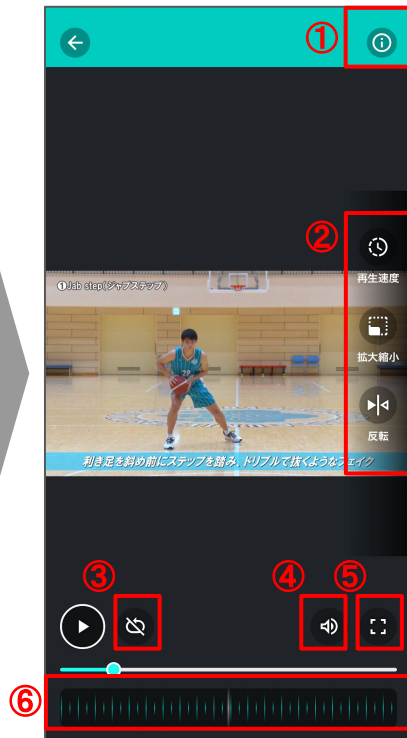 ①
②
再生速度
❶Jab step(ジャブステップ)
拡大縮小
反転
利き足を斜め前にステップを踏み、ドリブルで抜くようなフェイク
③
④
⑤
⑥